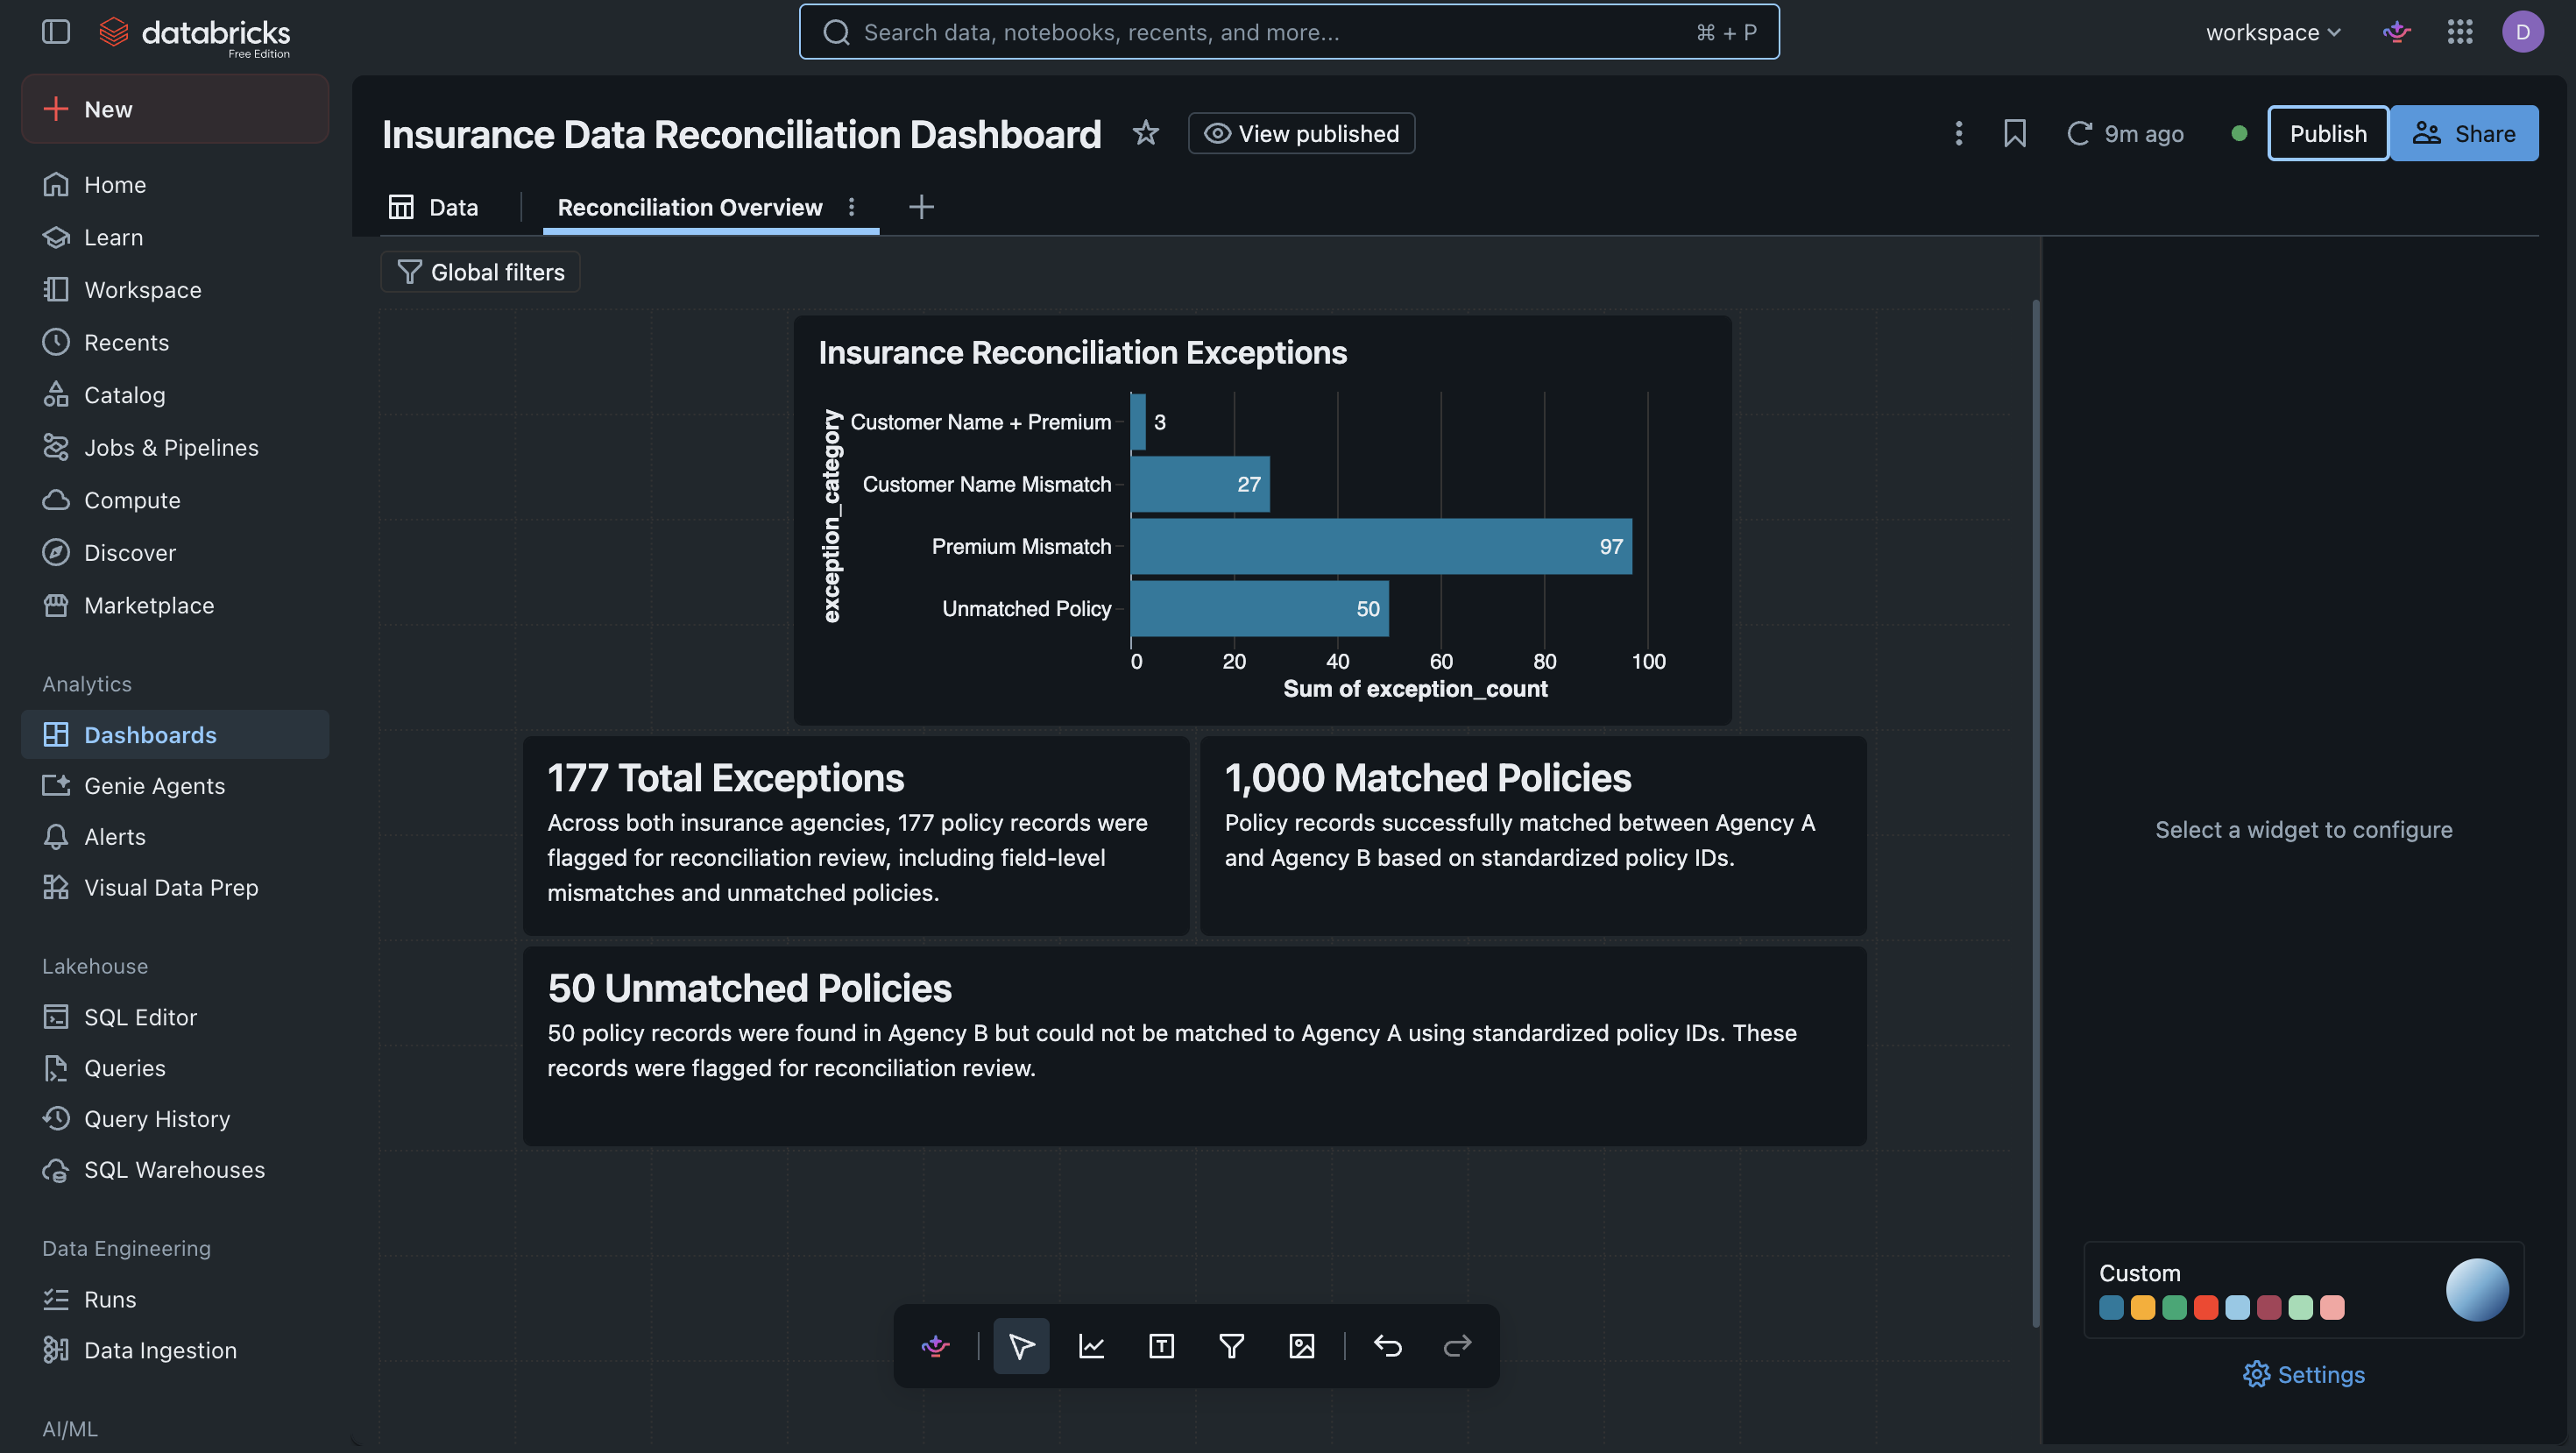 databricks
Free Edition
Search data, notebooks, recents, and more...
⌘ + P
workspace
D
New
Home
Learn
Workspace
Recents
Catalog
Jobs & Pipelines
Compute
Discover
Marketplace
Analytics
Dashboards
Genie Agents
Alerts
Visual Data Prep
Lakehouse
SQL Editor
Queries
Query History
SQL Warehouses
Data Engineering
Runs
Data Ingestion
AI/ML
Insurance Data Reconciliation Dashboard
View published
9m ago
Publish
Share
Data
Reconciliation Overview
Global filters
Insurance Reconciliation Exceptions
exception_category
Customer Name + Premium
3
Customer Name Mismatch
27
Premium Mismatch
97
Unmatched Policy
50
0 20 40 60 80 100
Sum of exception_count
177 Total Exceptions
Across both insurance agencies, 177 policy records were
flagged for reconciliation review, including field-level
mismatches and unmatched policies.
1,000 Matched Policies
Policy records successfully matched between Agency A
and Agency B based on standardized policy IDs.
50 Unmatched Policies
50 policy records were found in Agency B but could not be matched to Agency A using standardized policy IDs. These
records were flagged for reconciliation review.
Select a widget to configure
Custom
Settings